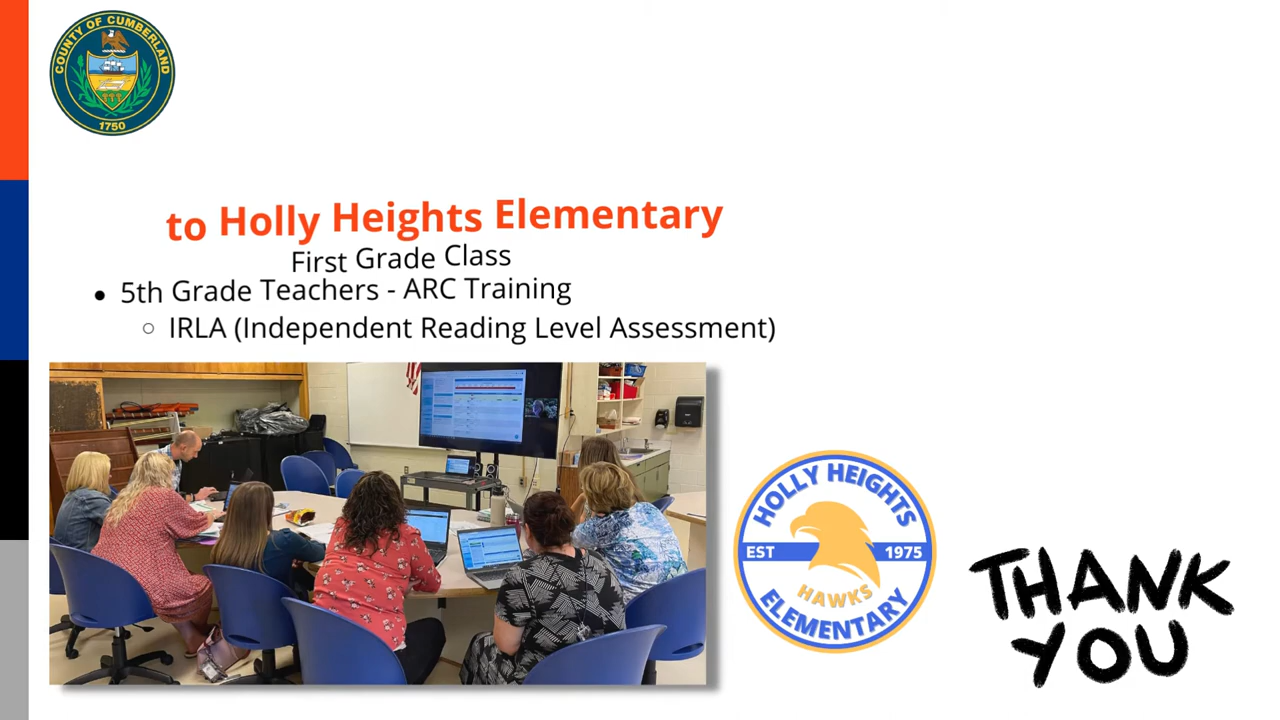 COUNTY OF CUMBERLAND
1750
to Holly Heights Elementary
First Grade Class
• 5th Grade Teachers - ARC Training
○ IRLA (Independent Reading Level Assessment)
HOLLY HEIGHTS
EST 1975
HAWKS
ELEMENTARY
THANK
YOU